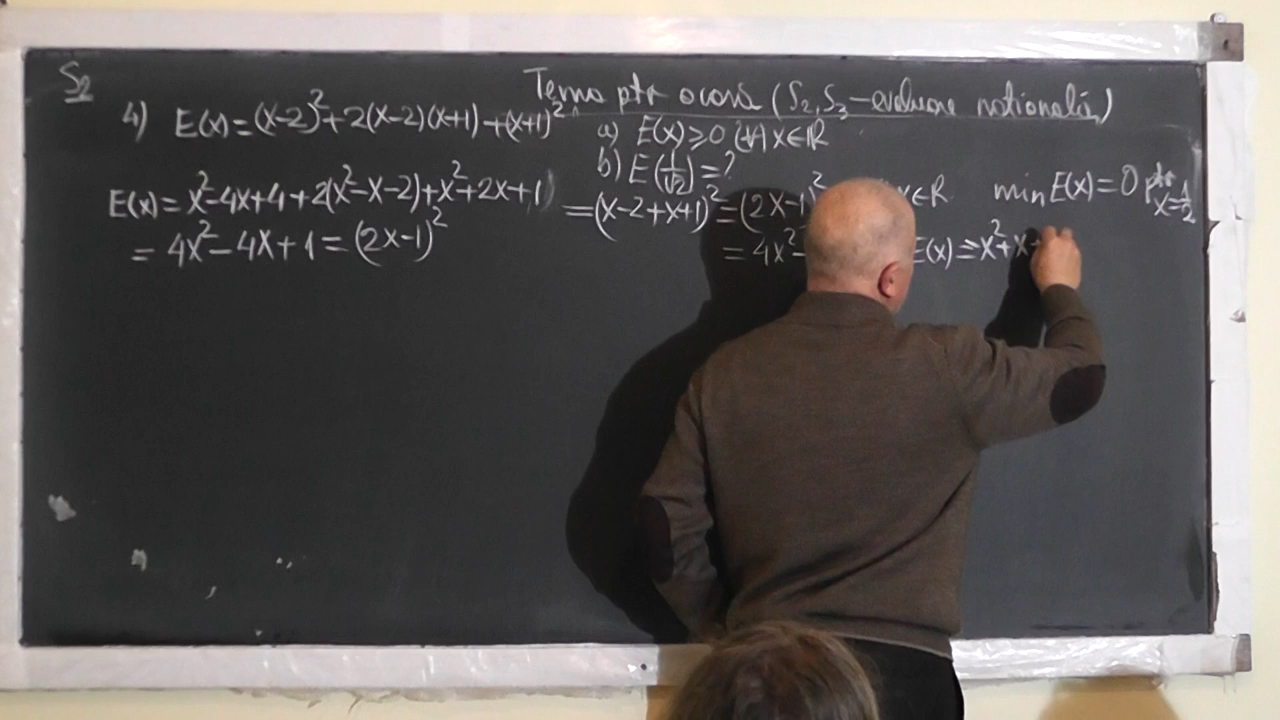 S2
Tema ptr acasă (S2, S3 – evaluare națională)
4) E(x)=(x-2)²+2(x-2)(x+1)+(x+1)²
a) E(x)≥0 (∀) x∈ℝ
b) E(1/√2)=?
E(x)=x²-4x+4+2(x²-x-2)+x²+2x+1
=(x-2+x+1)²=(2x-1)² x∈R min E(x)=0 ptr x=1/2
= 4x²-4x+1=(2x-1)²
= 4x²- E(x)=x²+x+